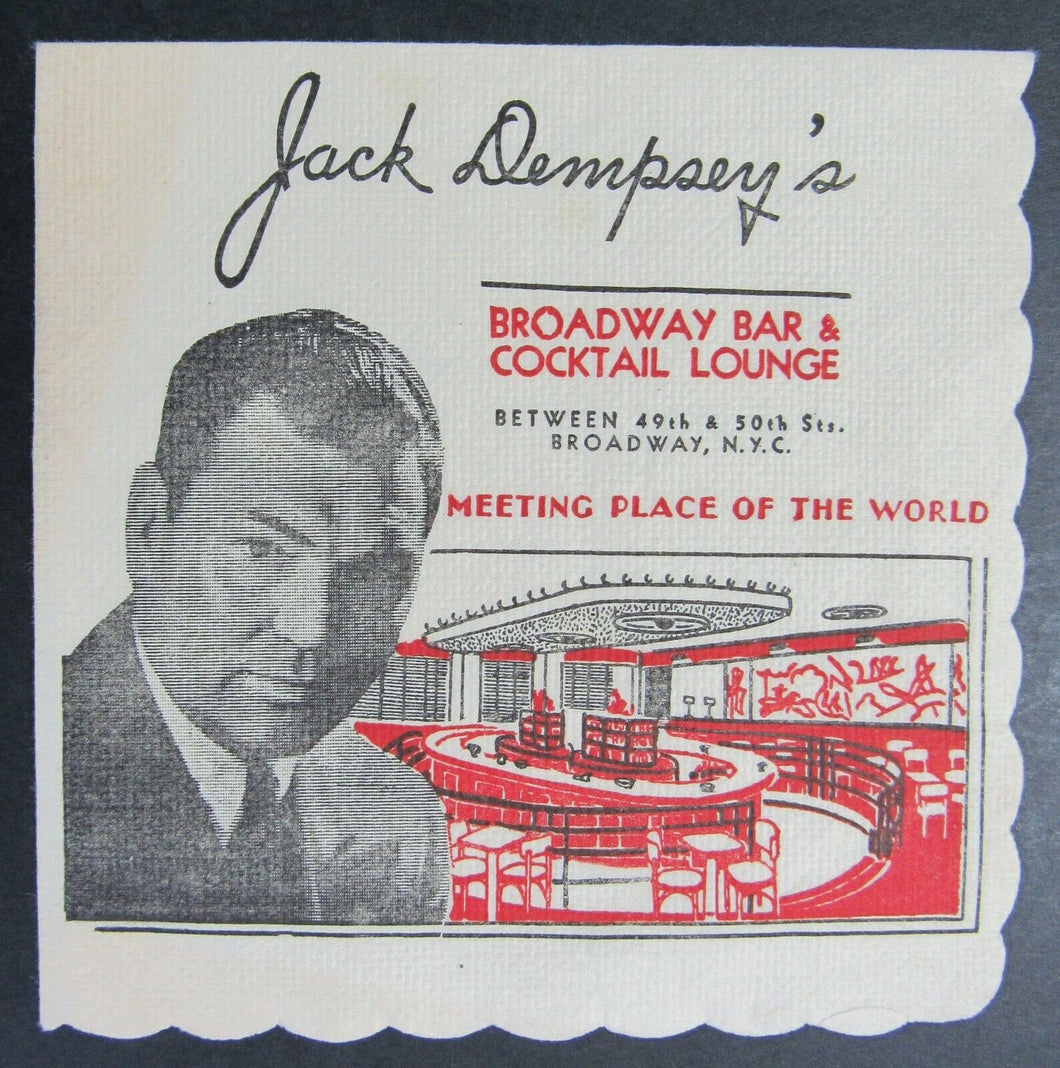 Jack Dempsey's
BROADWAY BAR &
COCKTAIL LOUNGE
BETWEEN 49th & 50th Sts.
BROADWAY, N.Y.C.
MEETING PLACE OF THE WORLD